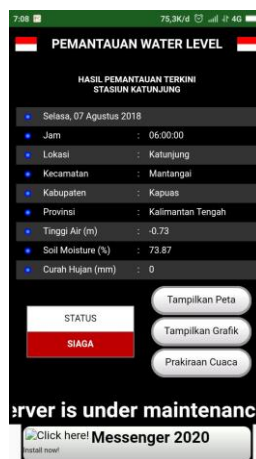 7:08 75,3K/d 4G
PEMANTAUAN WATER LEVEL
HASIL PEMANTAUAN TERKINI
STASIUN KATUNJUNG
Selasa, 07 Agustus 2018
Jam : 06:00:00
Lokasi : Katunjung
Kecamatan : Mantangai
Kabupaten : Kapuas
Provinsi : Kalimantan Tengah
Tinggi Air (m) : -0.73
Soil Moisture (%) : 73.87
Curah Hujan (mm) : 0
STATUS
SIAGA
Tampilkan Peta
Tampilkan Grafik
Prakiraan Cuaca
erver is under maintenanc
Click here! Messenger 2020
Install now!